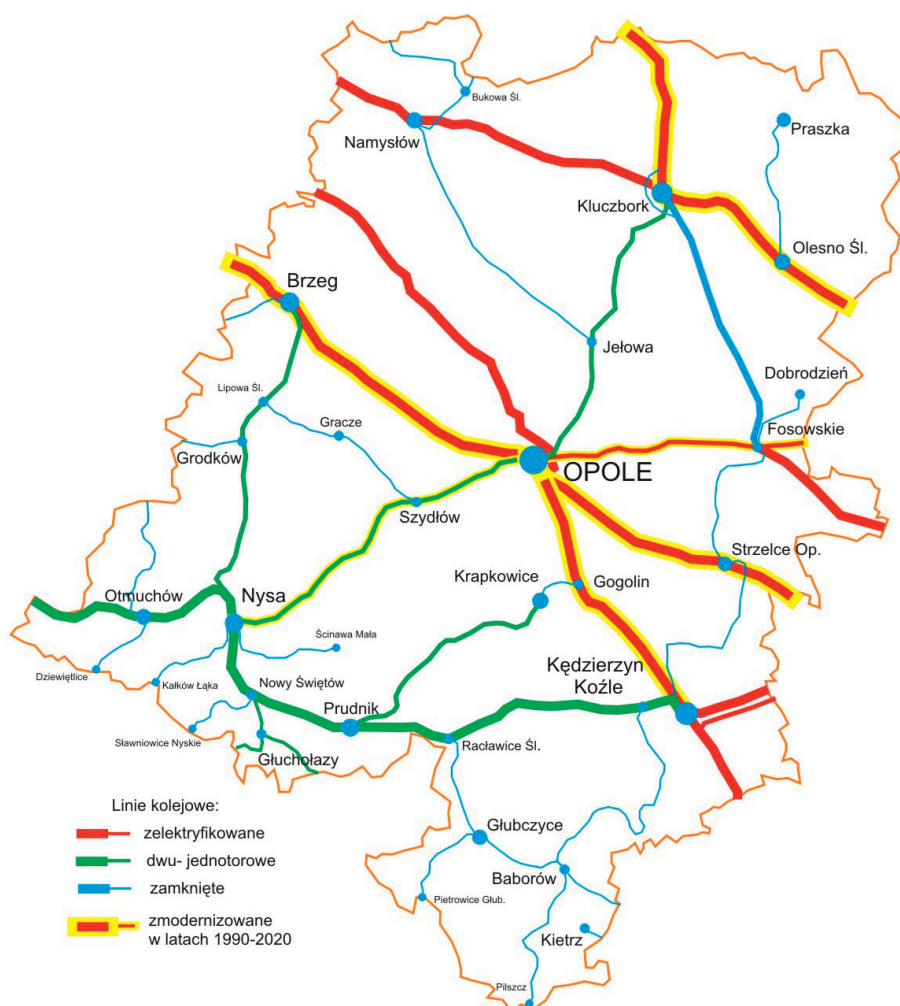 Bukowa Śl.
Namysłów
Praszka
Kluczbork
Olesno Śl.
Brzeg
Jełowa
Dobrodzień
Lipowa Śl.
Gracze
Fosowskie
Grodków
OPOLE
Szydłów
Strzelce Op.
Krapkowice
Gogolin
Otmuchów
Nysa
Ścinawa Mała
Kędzierzyn
Koźle
Dziewiętlice
Kałków Łąka
Nowy Świętów
Prudnik
Sławniowice Nyskie
Racławice Śl.
Głuchołazy
Linie kolejowe:
zelektryfikowane
dwu- jednotorowe
zamknięte
zmodernizowane
w latach 1990-2020
Głubczyce
Baborów
Pietrowice Głub.
Kietrz
Pilszcz